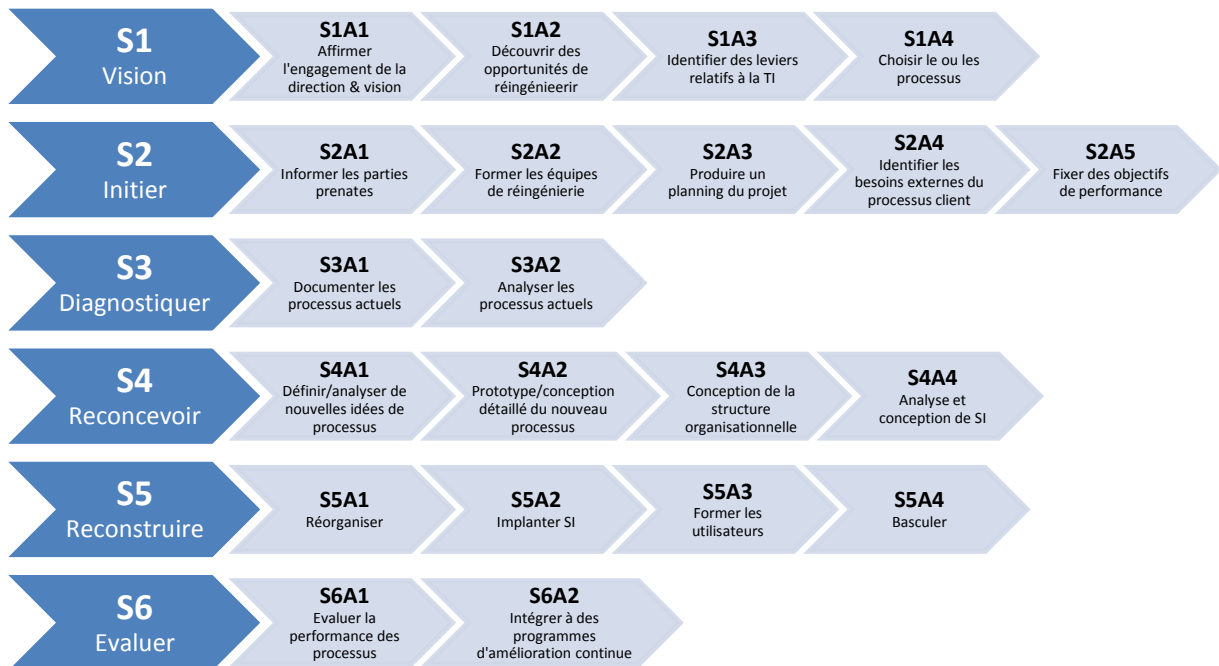 S1
Vision
S1A1
Affirmer
l'engagement de la
direction & vision
S1A2
Découvrir des
opportunités de
réingénieerir
S1A3
Identifier des leviers
relatifs à la TI
S1A4
Choisir le ou les
processus
S2
Initier
S2A1
Informer les parties
prenates
S2A2
Former les équipes
de réingénierie
S2A3
Produire un
planning du projet
S2A4
Identifier les
besoins externes du
processus client
S2A5
Fixer des objectifs
de performance
S3
Diagnostiquer
S3A1
Documenter les
processus actuels
S3A2
Analyser les
processus actuels
S4
Reconcevoir
S4A1
Définir/analyser de
nouvelles idées de
processus
S4A2
Prototype/conception
détaillé du nouveau
processus
S4A3
Conception de la
structure
organisationnelle
S4A4
Analyse et
conception de SI
S5
Reconstruire
S5A1
Réorganiser
S5A2
Implanter SI
S5A3
Former les
utilisateurs
S5A4
Basculer
S6
Evaluer
S6A1
Evaluer la
performance des
processus
S6A2
Intégrer à des
programmes
d'amélioration continue